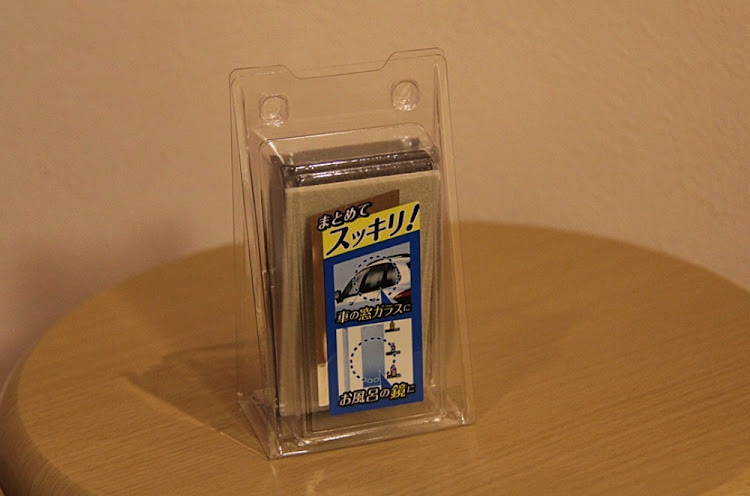 まとめて
スッキリ!
車の窓ガラスに
お風呂の鏡に